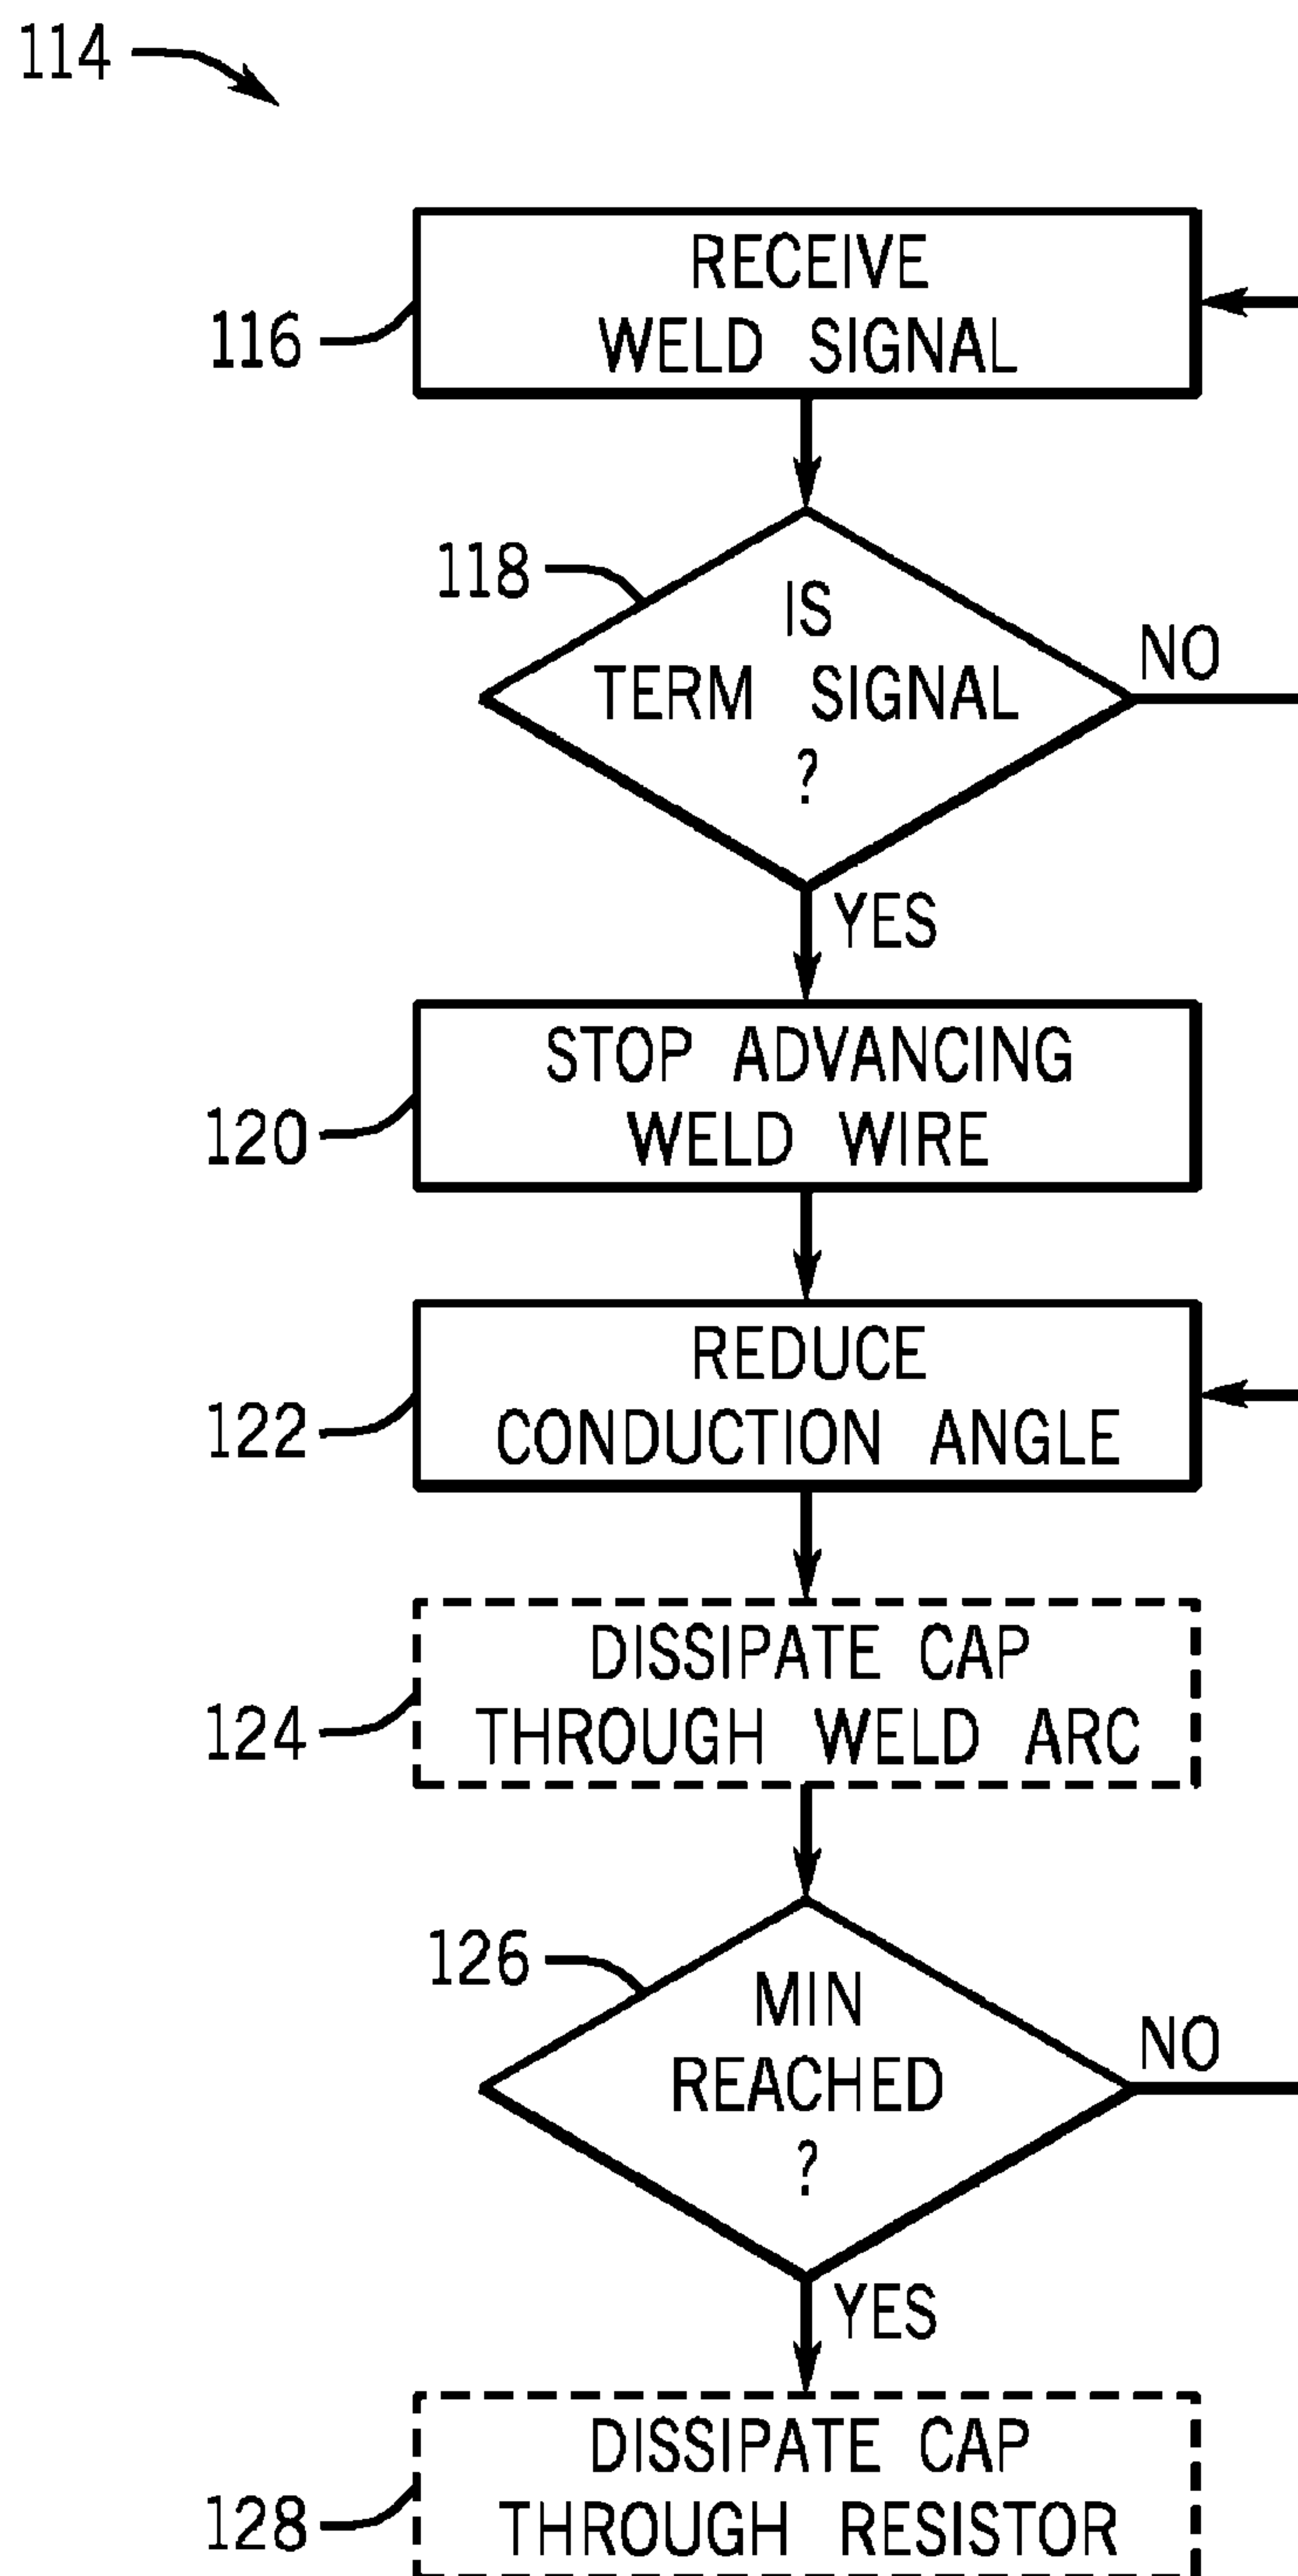 114
116
RECEIVE
WELD SIGNAL
118
IS
TERM SIGNAL
?
NO
YES
120
STOP ADVANCING
WELD WIRE
122
REDUCE
CONDUCTION ANGLE
124
DISSIPATE CAP
THROUGH WELD ARC
126
MIN
REACHED
?
NO
YES
128
DISSIPATE CAP
THROUGH RESISTOR